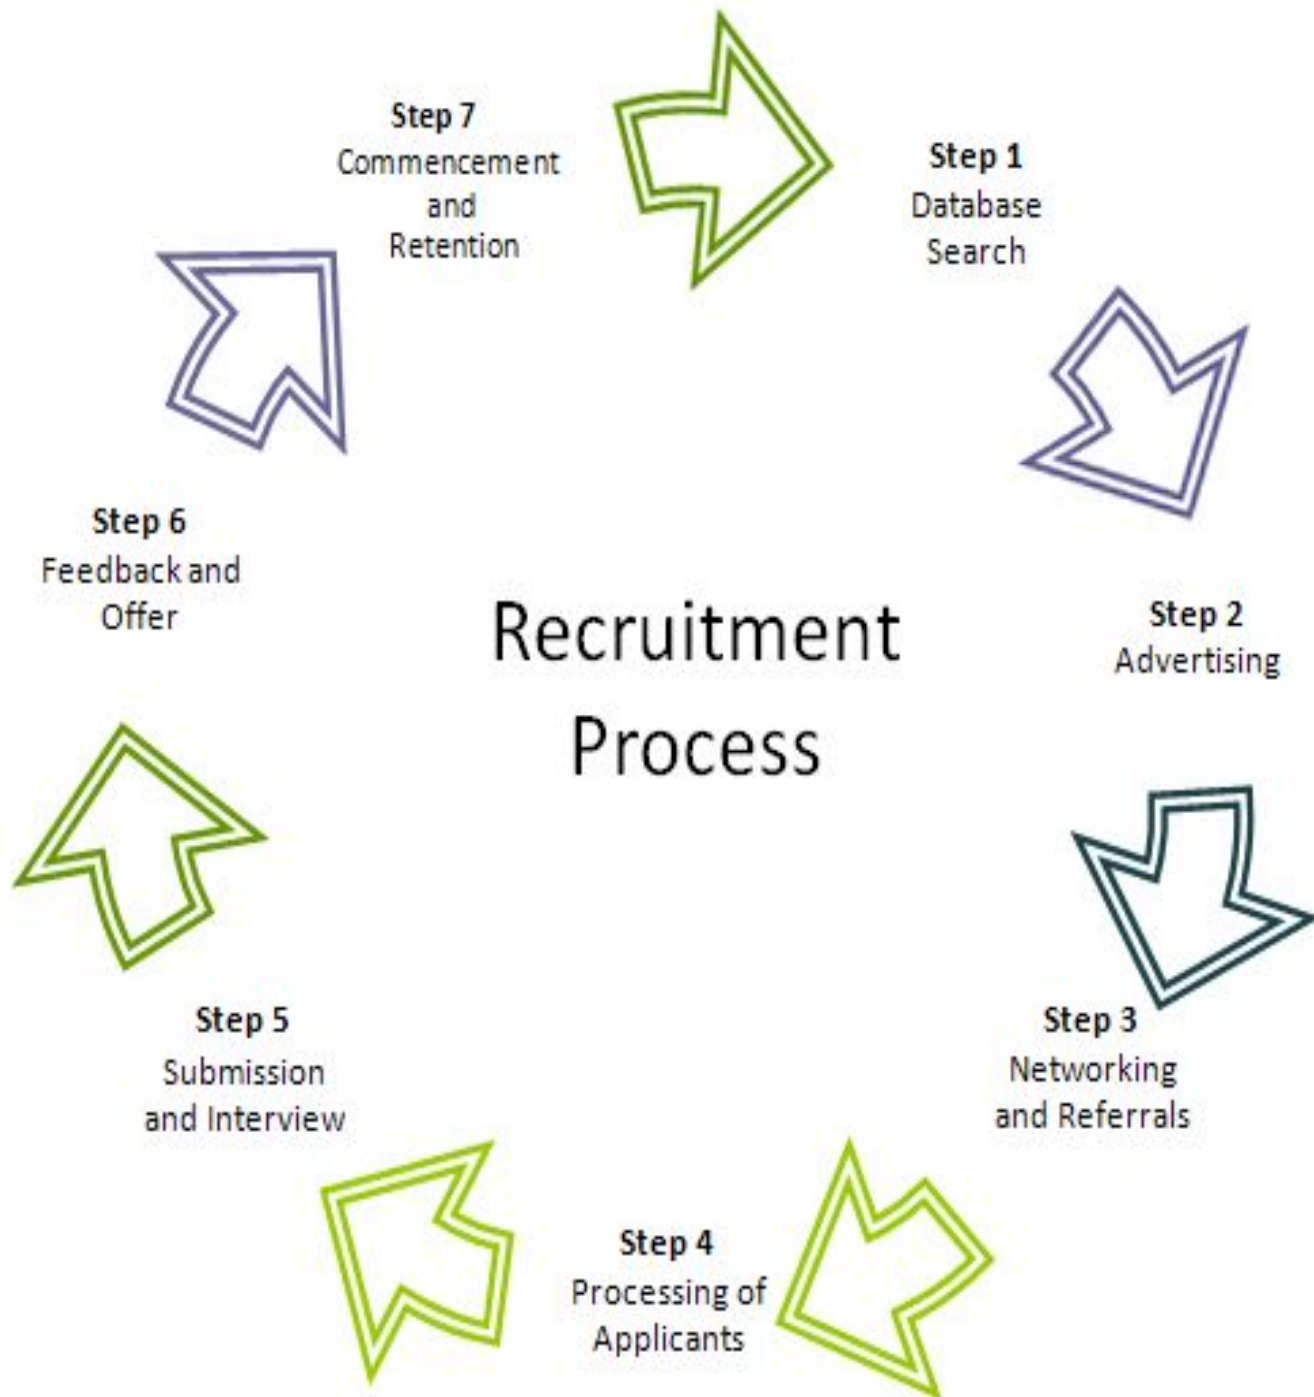 Step 7
Commencement
and
Retention
Step 1
Database
Search
Step 6
Feedback and
Offer
Recruitment
Process
Step 2
Advertising
Step 5
Submission
and Interview
Step 3
Networking
and Referrals
Step 4
Processing of
Applicants